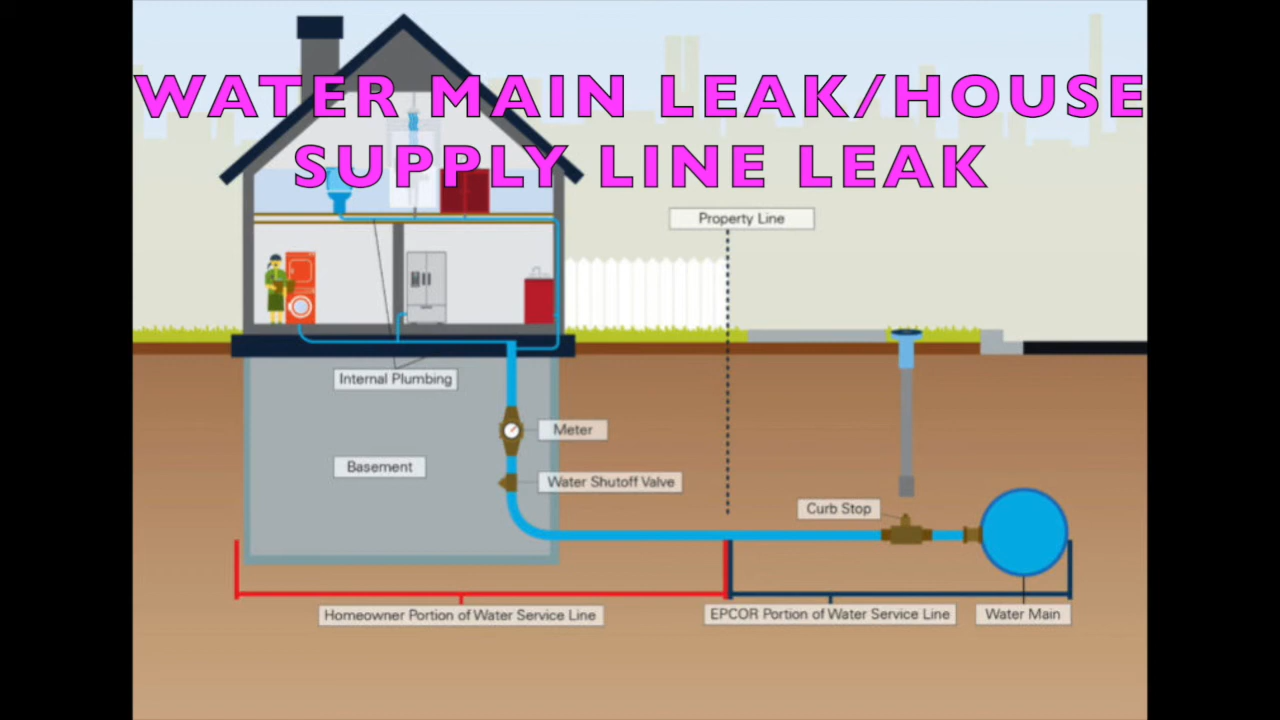 WATER MAIN LEAK/HOUSE
SUPPLY LINE LEAK
Property Line
Internal Plumbing
Meter
Basement
Water Shutoff Valve
Curb Stop
Homeowner Portion of Water Service Line
EPCOR Portion of Water Service Line
Water Main